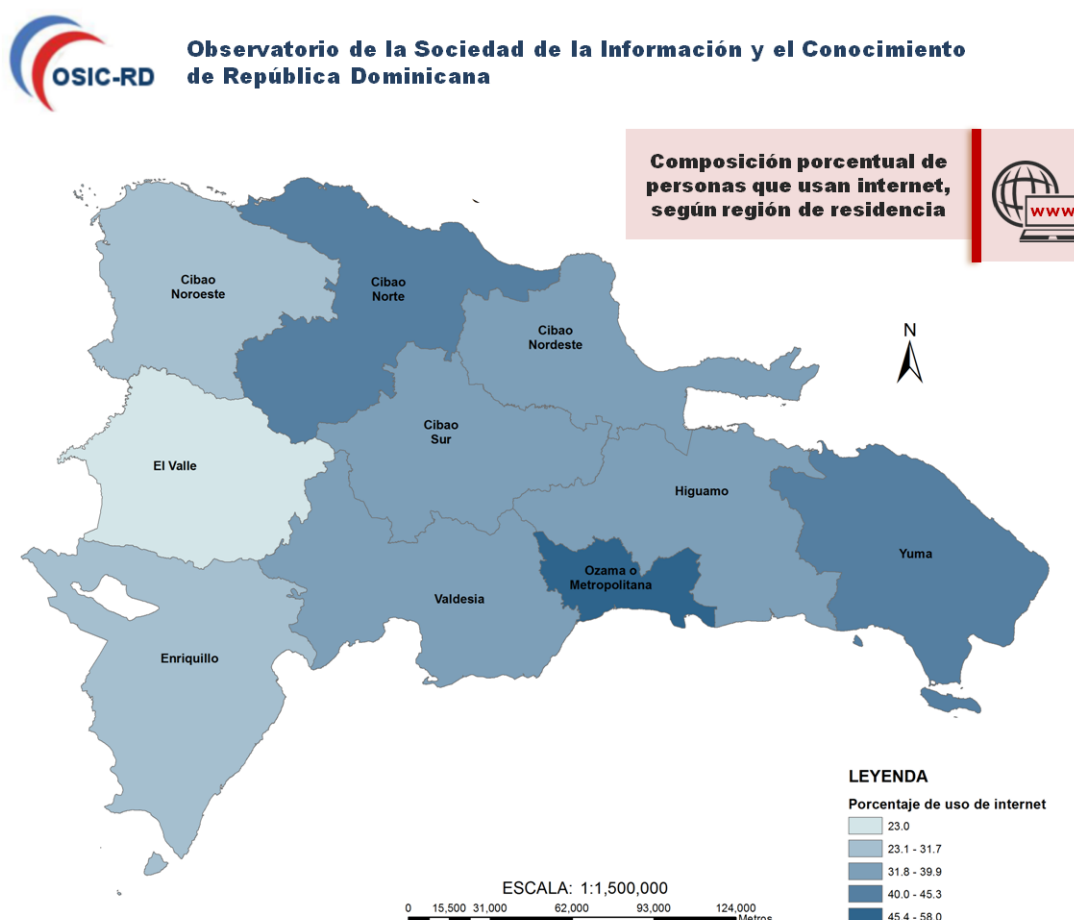 OSIC-RD
Observatorio de la Sociedad de la Información y el Conocimiento
de República Dominicana
Composición porcentual de
personas que usan internet,
según región de residencia
www
N
Cibao
Noroeste
Cibao
Norte
Cibao
Nordeste
Cibao
Sur
El Valle
Higuamo
Yuma
Ozama o
Metropolitana
Valdesia
Enriquillo
LEYENDA
Porcentaje de uso de internet
23.0
23.1 - 31.7
31.8 - 39.9
40.0 - 45.3
45.4 - 58.0
ESCALA: 1:1,500,000
0 15,500 31,000 62,000 93,000 124,000
Metros